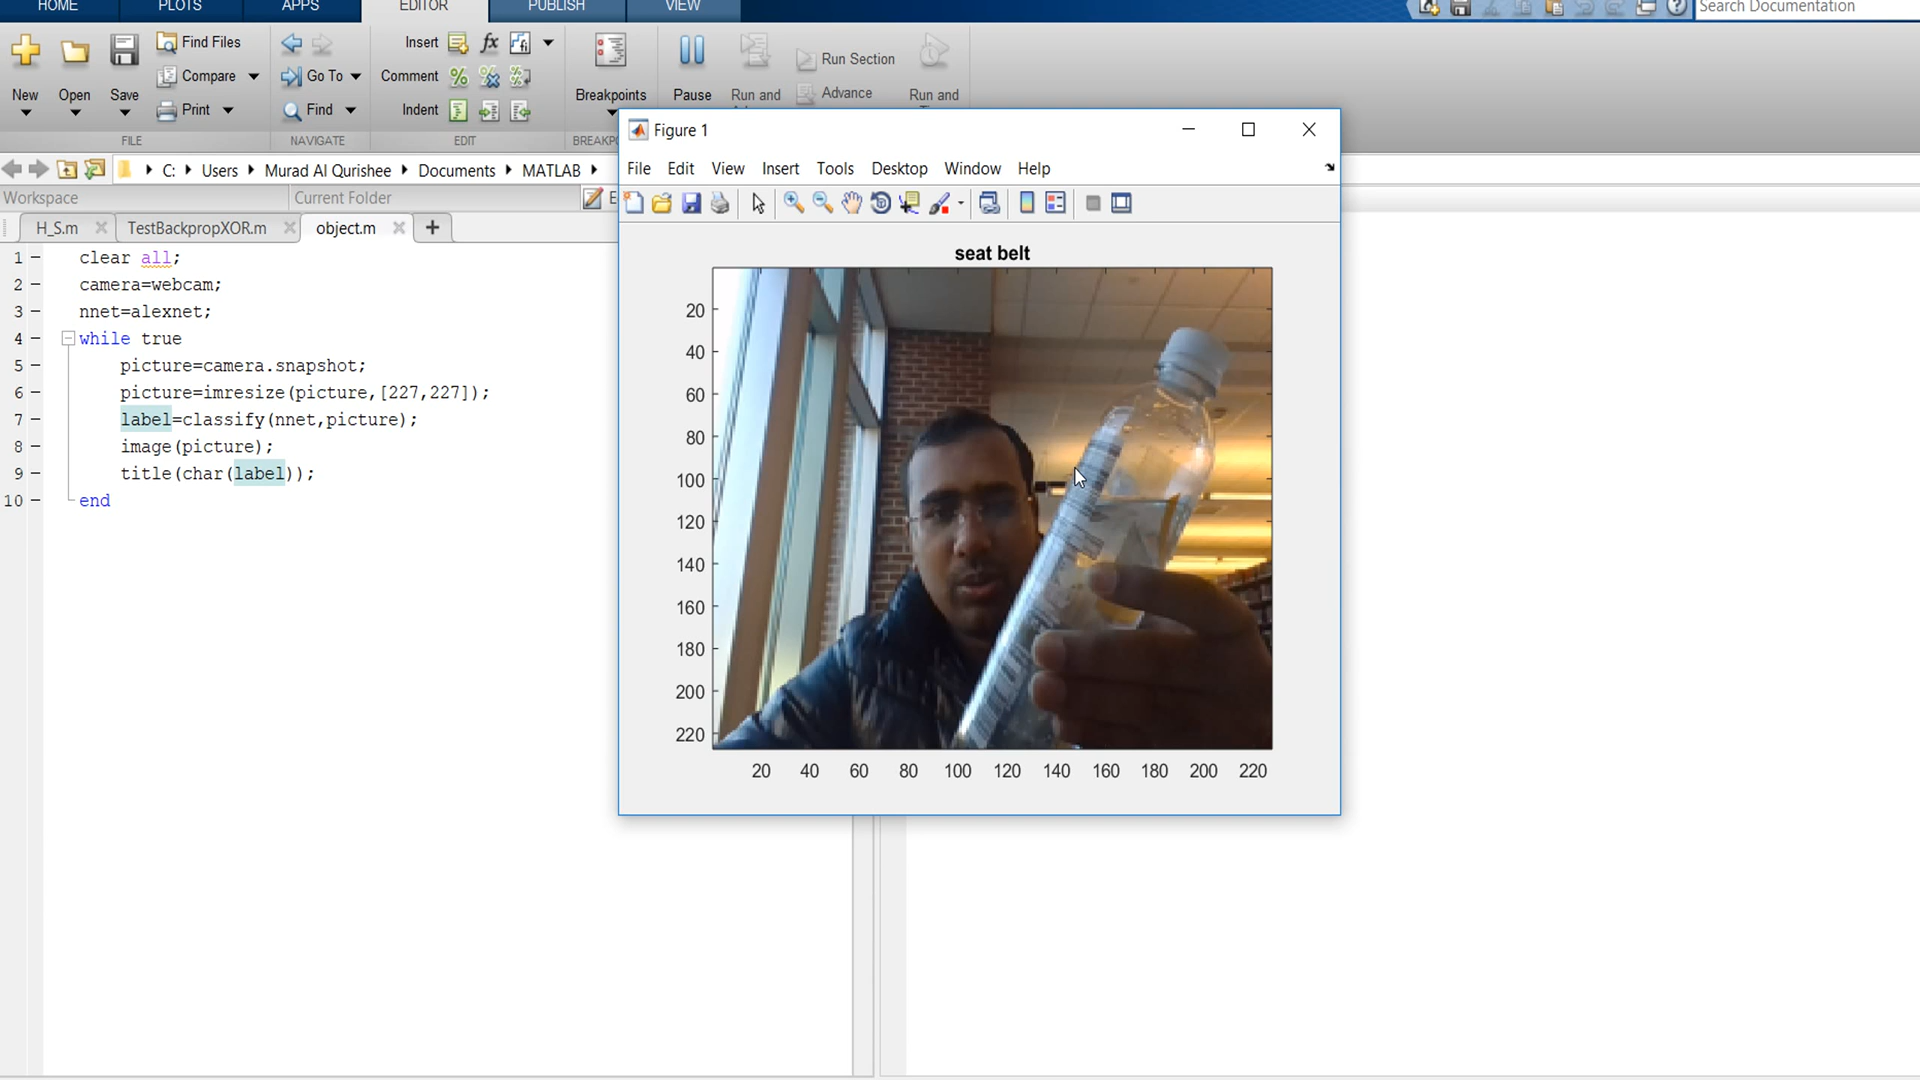 HOME PLOTS APPS EDITOR PUBLISH VIEW Search Documentation
New Open Save Find Files Compare Print
Go To Find
Insert fx
Comment
Indent
Breakpoints
Pause
Run and
Run Section
Advance
Run and
FILE NAVIGATE EDIT BREAKP
C: Users Murad Al Qurishee Documents MATLAB
Workspace Current Folder E
H_S.m TestBackpropXOR.m object.m
1 clear all;
2 camera=webcam;
3 nnet=alexnet;
4 while true
5 picture=camera.snapshot;
6 picture=imresize(picture,[227,227]);
7 label=classify(nnet,picture);
8 image(picture);
9 title(char(label));
10 end
Figure 1
File Edit View Insert Tools Desktop Window Help
seat belt
20
40
60
80
100
120
140
160
180
200
220
20 40 60 80 100 120 140 160 180 200 220